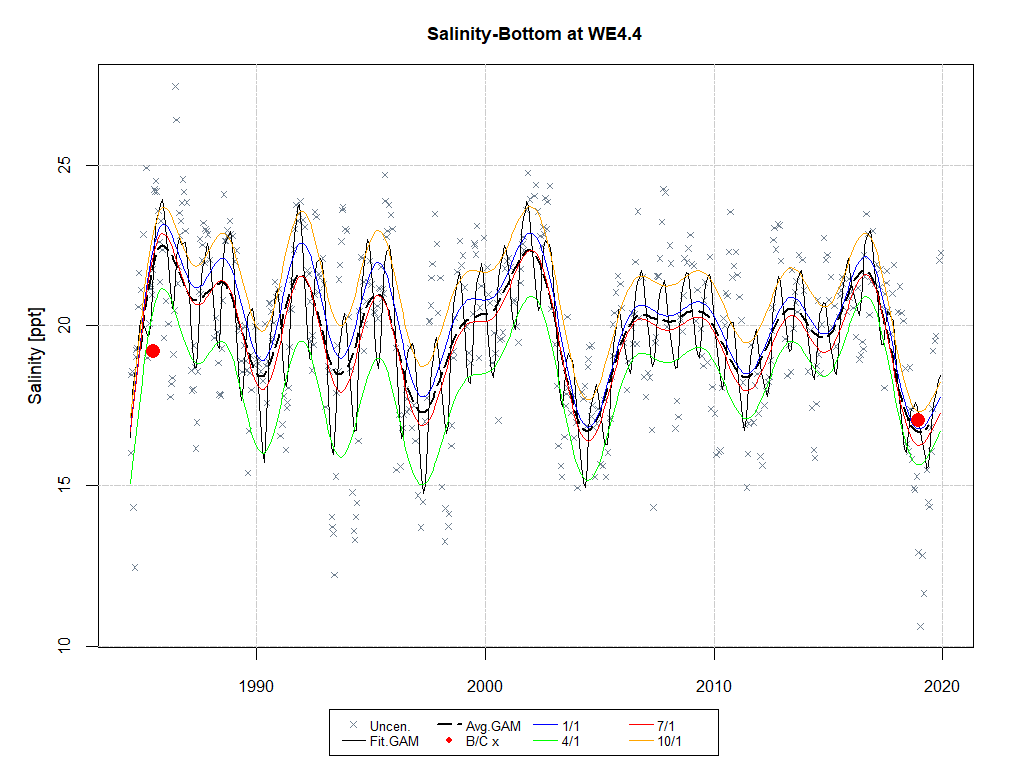 Salinity-Bottom at WE4.4
Salinity [ppt]
25
20
15
10
1990 2000 2010 2020
Uncen. Avg.GAM 1/1 7/1
Fit.GAM B/C x 4/1 10/1